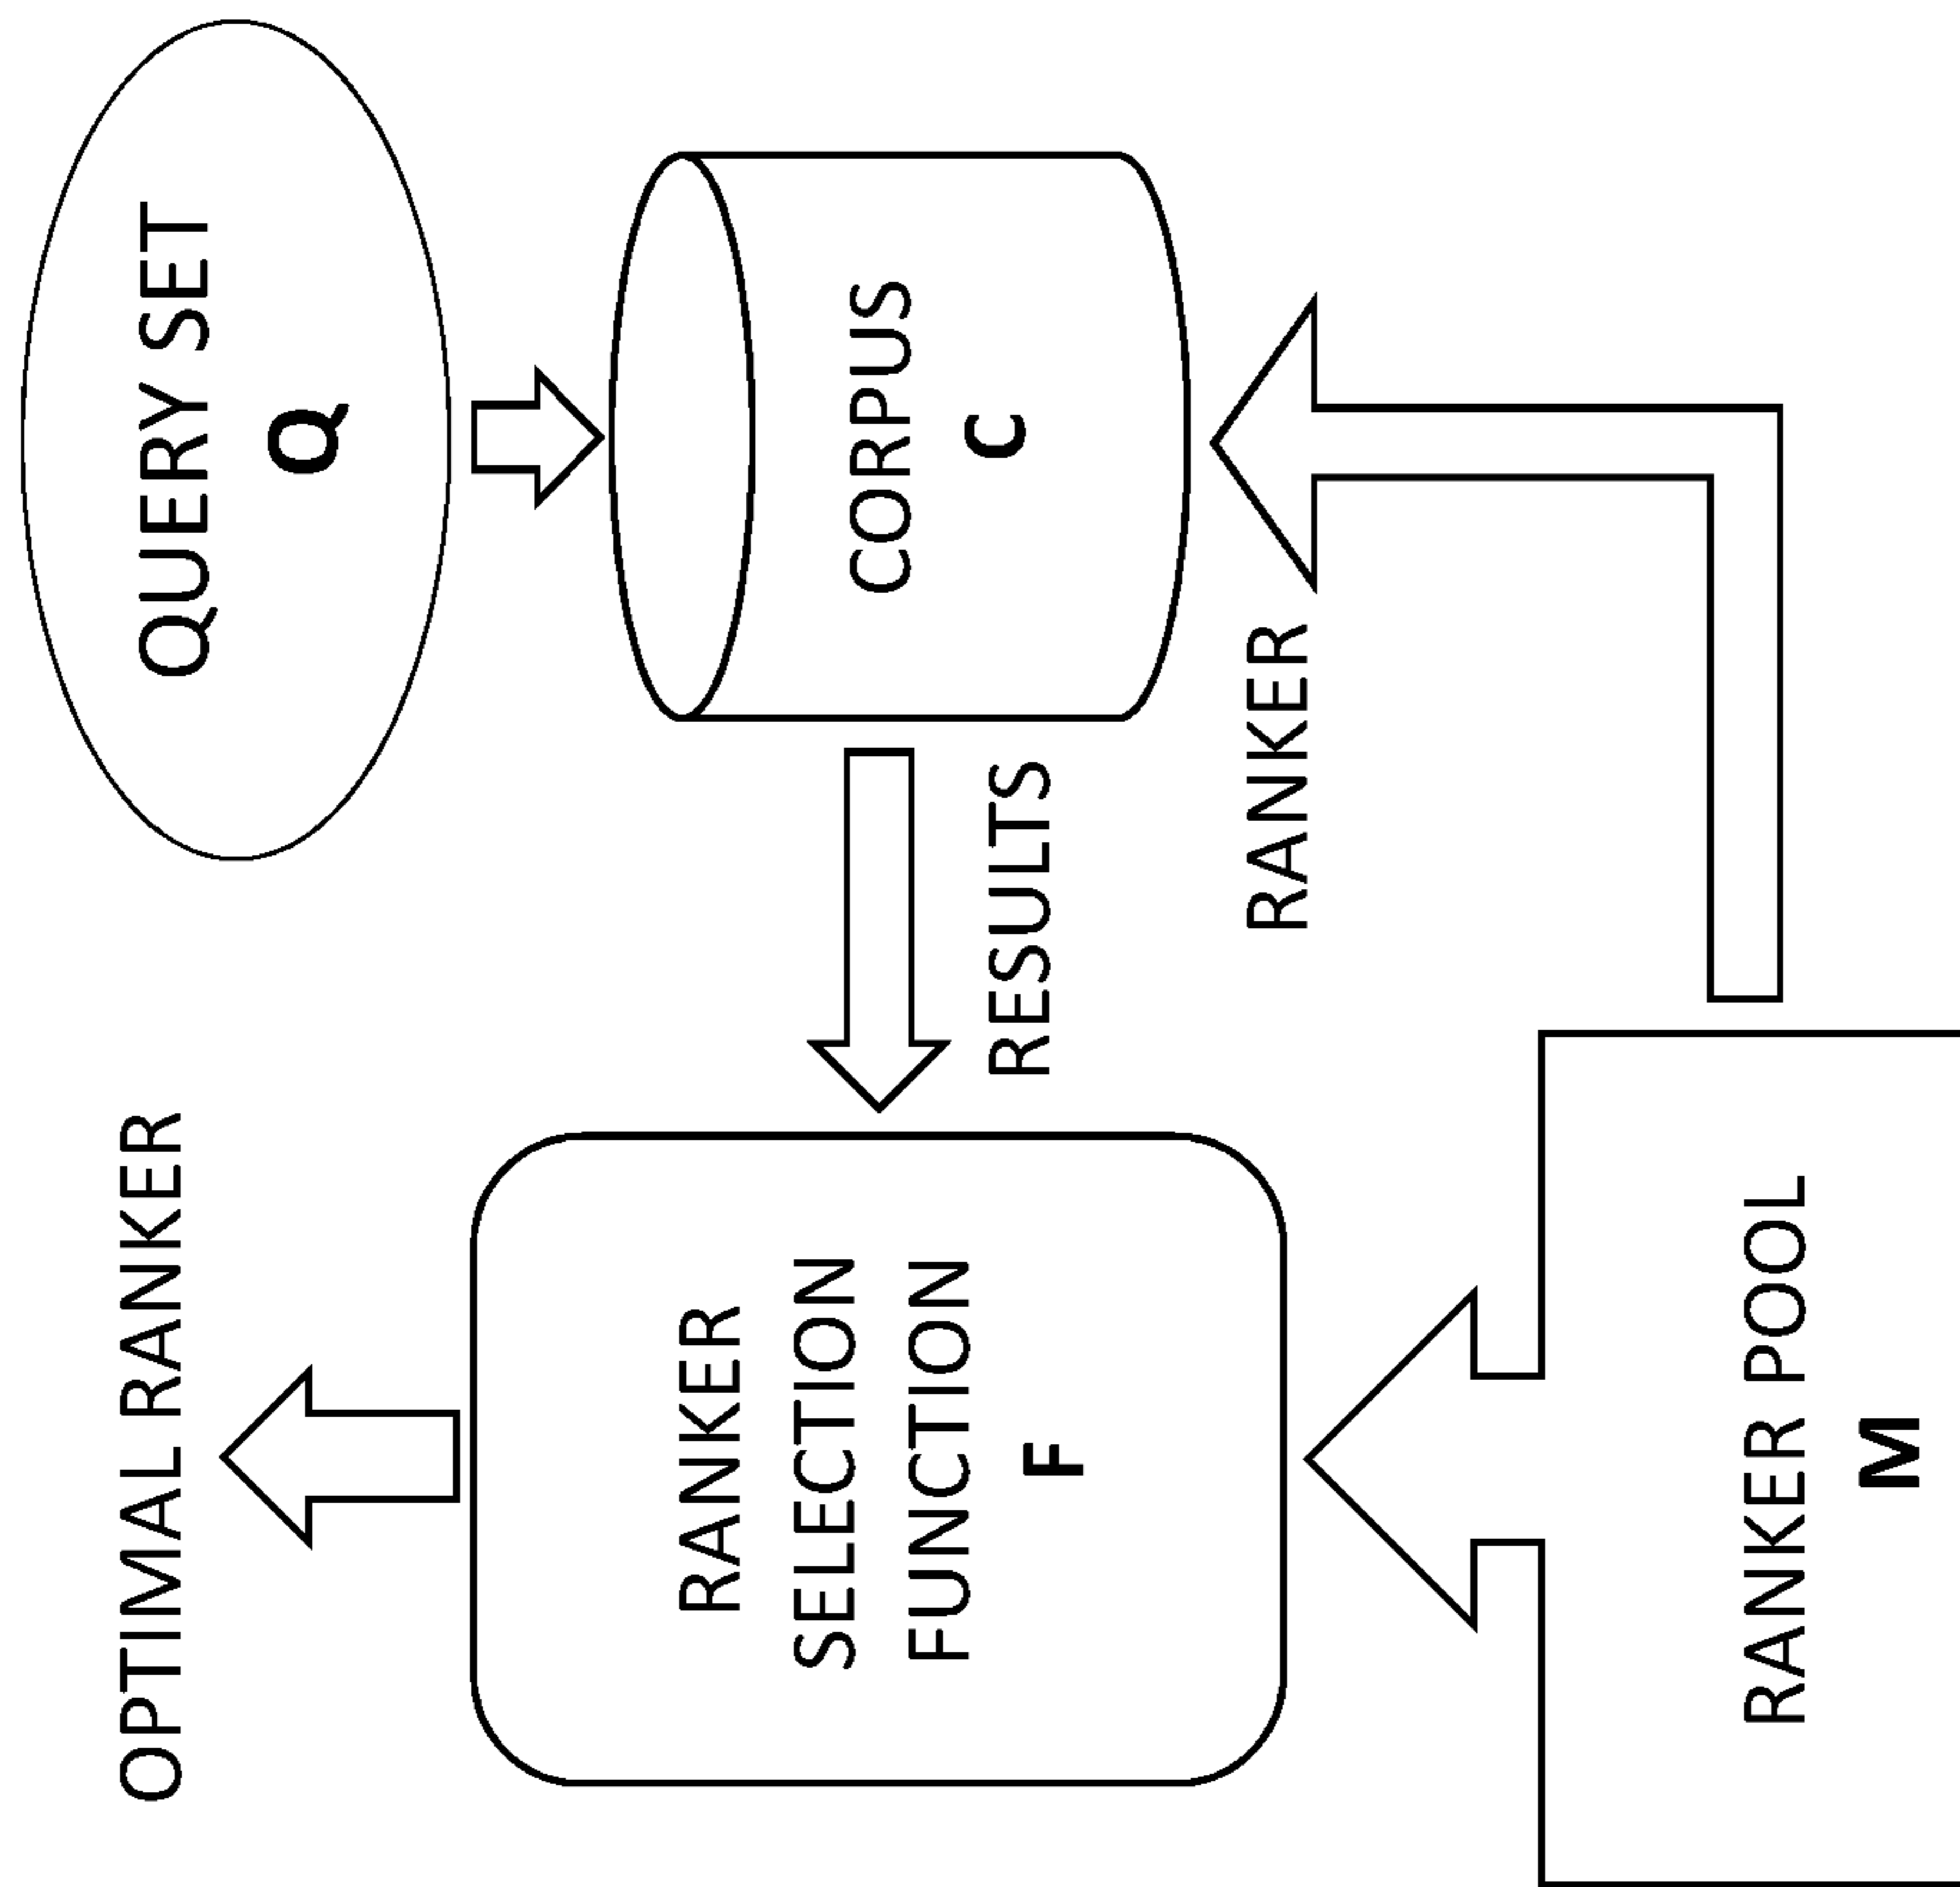 OPTIMAL RANKER
QUERY SET
Q
RANKER
SELECTION
FUNCTION
F
RESULTS
CORPUS
C
RANKER
RANKER POOL
M